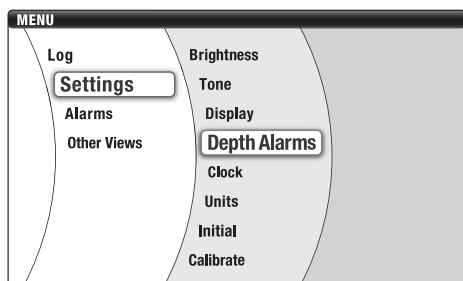 MENU
Log
Settings
Alarms
Other Views
Brightness
Tone
Display
Depth Alarms
Clock
Units
Initial
Calibrate